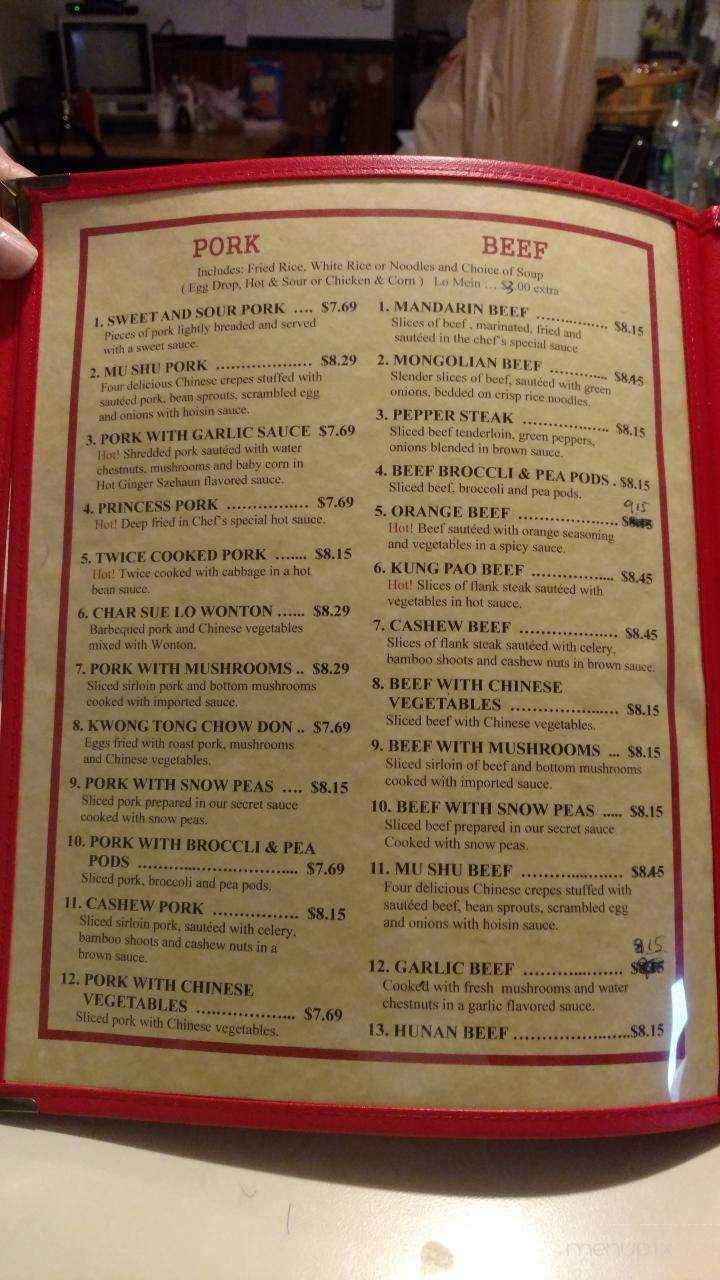 PORK
BEEF
Includes: Fried Rice, White Rice or Noodles and Choice of Soup
( Egg Drop, Hot & Sour or Chicken & Corn ) Lo Mein ... $3.00 extra
1. SWEET AND SOUR PORK .... $7.69
Pieces of pork lightly breaded and served
with a sweet sauce.
2. MU SHU PORK ................... $8.29
Four delicious Chinese crepes stuffed with
sautéed pork, bean sprouts, scrambled egg
and onions with hoisin sauce.
3. PORK WITH GARLIC SAUCE $7.69
Hot! Shredded pork sautéed with water
chestnuts, mushrooms and baby corn in
Hot Ginger Szehaun flavored sauce.
4. PRINCESS PORK ................ $7.69
Hot! Deep fried in Chef's special hot sauce.
5. TWICE COOKED PORK ....... $8.15
Hot! Twice cooked with cabbage in a hot
bean sauce.
6. CHAR SUE LO WONTON ...... $8.29
Barbequed pork and Chinese vegetables
mixed with Wonton.
7. PORK WITH MUSHROOMS .. $8.29
Sliced sirloin pork and bottom mushrooms
cooked with imported sauce.
8. KWONG TONG CHOW DON .. $7.69
Eggs fried with roast pork, mushrooms
and Chinese vegetables.
9. PORK WITH SNOW PEAS .... $8.15
Sliced pork prepared in our secret sauce
cooked with snow peas.
10. PORK WITH BROCCLI & PEA
PODS ............................... $7.69
Sliced pork, broccoli and pea pods.
11. CASHEW PORK ................ $8.15
Sliced sirloin pork, sautéed with celery,
bamboo shoots and cashew nuts in a
brown sauce.
12. PORK WITH CHINESE
VEGETABLES ................... $7.69
Sliced pork with Chinese vegetables.
1. MANDARIN BEEF .............. $8.15
Slices of beef , marinated, fried and
sautéed in the chef's special sauce
2. MONGOLIAN BEEF ........... $8.15
Slender slices of beef, sautéed with green
onions, bedded on crisp rice noodles.
3. PEPPER STEAK ................. $8.15
Sliced beef tenderloin, green peppers,
onions blended in brown sauce.
4. BEEF BROCCLI & PEA PODS . $8.15
Sliced beef, broccoli and pea pods.
9.15
5. ORANGE BEEF .....................
Hot! Beef sautéed with orange seasoning
and vegetables in a spicy sauce.
6. KUNG PAO BEEF ................ $8.45
Hot! Slices of flank steak sautéed with
vegetables in hot sauce.
7. CASHEW BEEF ................... $8.45
Slices of flank steak sautéed with celery,
bamboo shoots and cashew nuts in brown sauce.
8. BEEF WITH CHINESE
VEGETABLES ..................... $8.15
Sliced beef with Chinese vegetables.
9. BEEF WITH MUSHROOMS ... $8.15
Sliced sirloin of beef and bottom mushrooms
cooked with imported sauce.
10. BEEF WITH SNOW PEAS ..... $8.15
Sliced beef prepared in our secret sauce
Cooked with snow peas.
11. MU SHU BEEF .................... $8.15
Four delicious Chinese crepes stuffed with
sautéed beef, bean sprouts, scrambled egg
and onions with hoisin sauce.
8.15
12. GARLIC BEEF ....................
Cooked with fresh mushrooms and water
chestnuts in a garlic flavored sauce.
13. HUNAN BEEF .......................$8.15